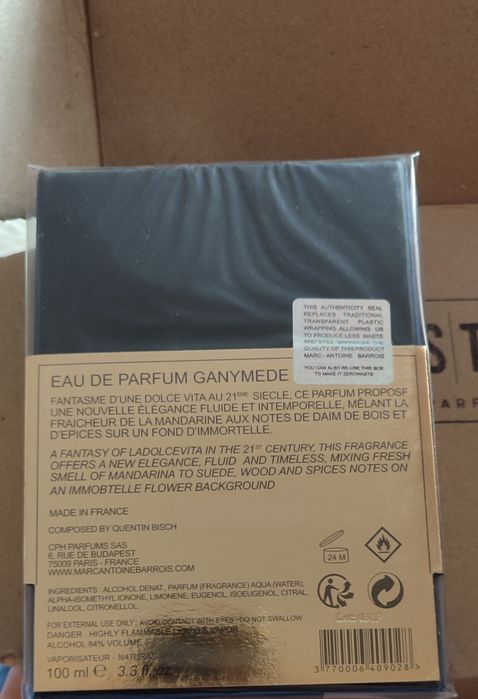 THIS AUTHENTICITY SEAL
REPLACES TRADITIONAL
TRANSPARENT PLASTIC
WRAPPING ALLOWING US
TO PRODUCE LESS WASTE
AND STILL GARANTEE THE
QUALITY OF THIS PRODUCT
MARC-ANTOINE BARROIS
YOU CAN ALSO RE-USE THIS BOX
TO MAKE IT ZEROWASTE
ST
PARF
EAU DE PARFUM GANYMEDE
FANTASME D'UNE DOLCE VITA AU 21ÈME SIECLE, CE PARFUM PROPOSE
UNE NOUVELLE ÉLÉGANCE FLUIDE ET INTEMPORELLE, MÊLANT LA
FRAICHEUR DE LA MANDARINE AUX NOTES DE DAIM DE BOIS ET
D'EPICES SUR UN FOND D'IMMORTELLE.
A FANTASY OF LADOLCEVITA IN THE 21ST CENTURY, THIS FRAGRANCE
OFFERS A NEW ELEGANCE, FLUID AND TIMELESS, MIXING FRESH
SMELL OF MANDARINA TO SUEDE, WOOD AND SPICES NOTES ON
AN IMMOBTELLE FLOWER BACKGROUND
MADE IN FRANCE
COMPOSED BY QUENTIN BISCH
CPH PARFUMS SAS
6, RUE DE BUDAPEST
75009 PARIS - FRANCE
WWW.MARCANTOINEBARROIS.COM
24 M
INGREDIENTS: ALCOHOL DENAT., PARFUM (FRAGRANCE) AQUA (WATER),
ALPHA-ISOMETHYL IONONE, LIMONENE, EUGENOL, ISOEUGENOL, CITRAL,
LINALOOL, CITRONELLOL.
FOR EXTERNAL USE ONLY: AVOID CONTACT WITH EYES - DO NOT SWALLOW
DANGER: HIGHLY FLAMMABLE LIQUID & VAPOR
ALCOHOL 84% VOLUME
VAPORISATEUR - NATURAL
100 ml ℮ 3.3 fl. oz
3 770006 409028 >